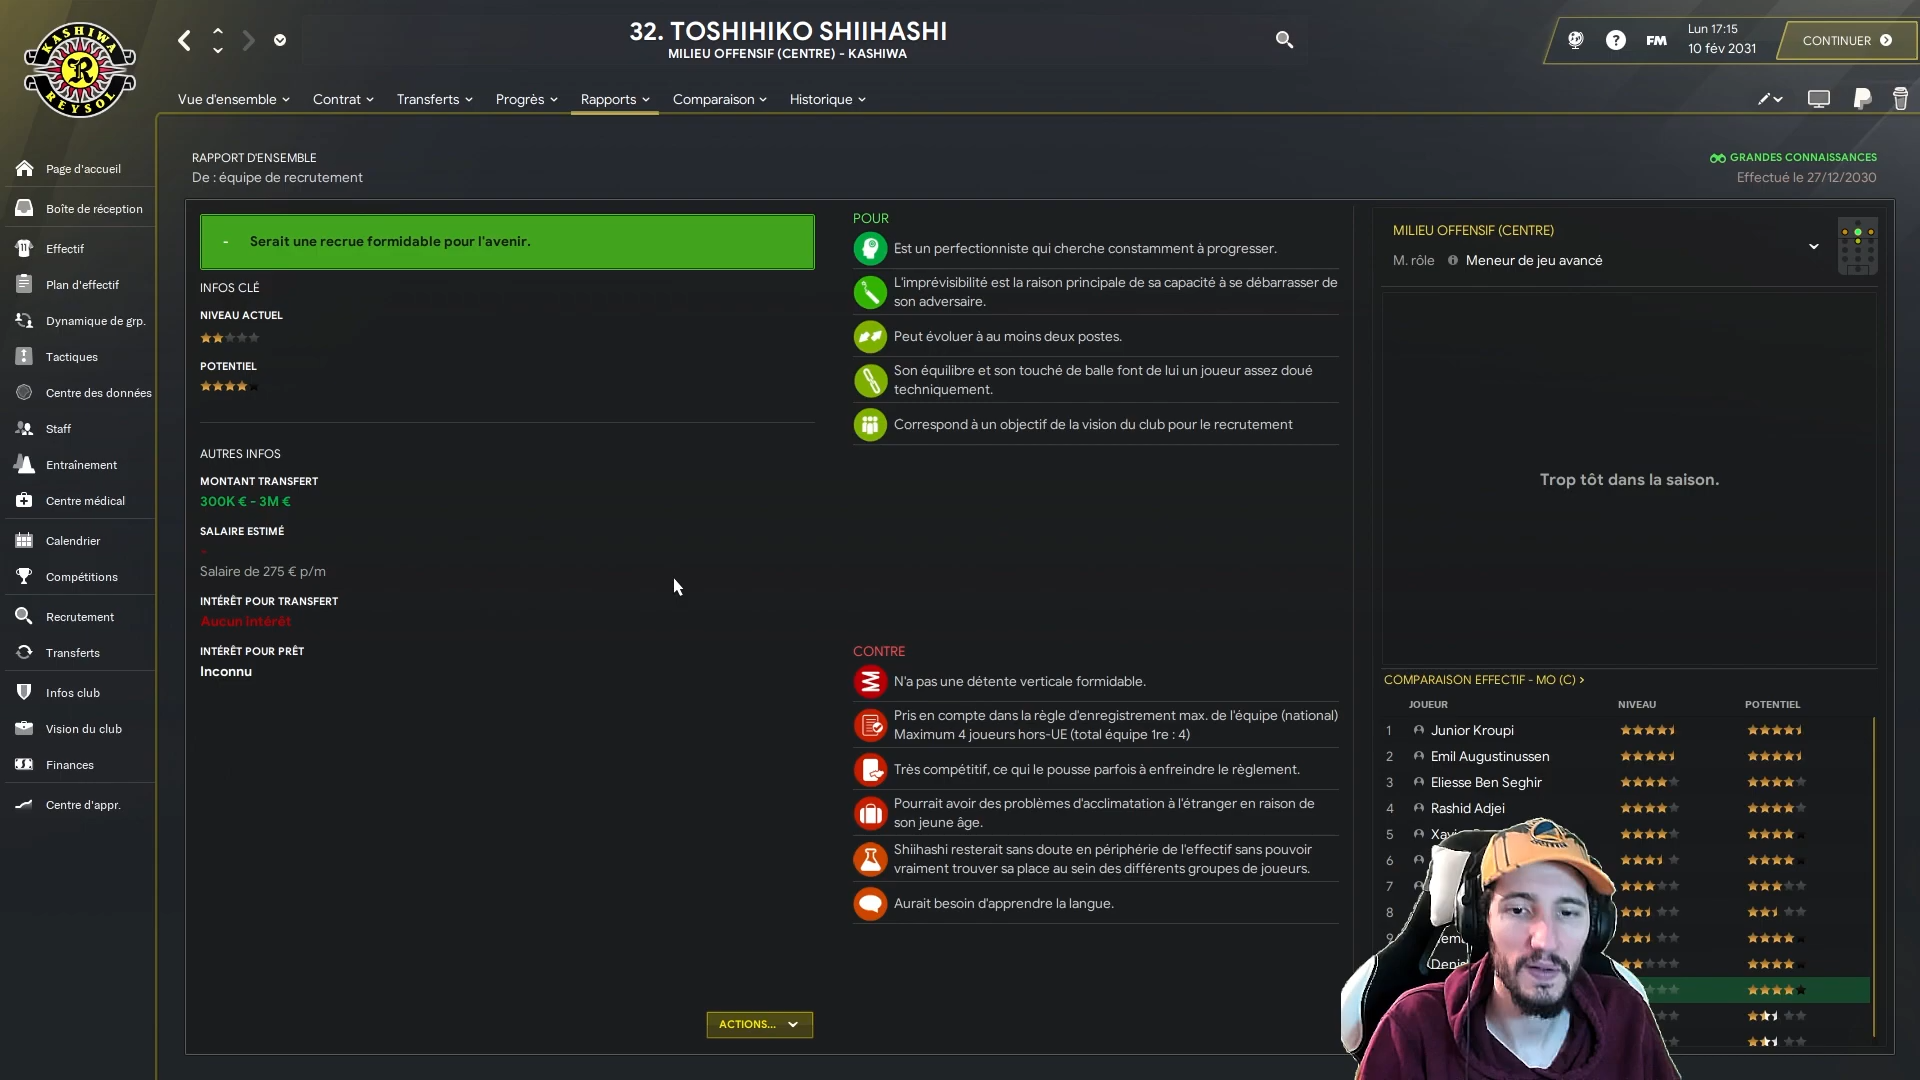 KASHIWA
R
REYSOL
32. TOSHIHIKO SHIIHASHI
MILIEU OFFENSIF (CENTRE) - KASHIWA
FM
Lun 17:15
10 fév 2031
CONTINUER
Vue d'ensemble
Contrat
Transferts
Progrès
Rapports
Comparaison
Historique
Page d'accueil
Boîte de réception
Effectif
Plan d'effectif
Dynamique de grp.
Tactiques
Centre des données
Staff
Entraînement
Centre médical
Calendrier
Compétitions
Recrutement
Transferts
Infos club
Vision du club
Finances
Centre d'appr.
RAPPORT D'ENSEMBLE
De : équipe de recrutement
GRANDES CONNAISSANCES
Effectué le 27/12/2030
- Serait une recrue formidable pour l'avenir.
INFOS CLÉ
NIVEAU ACTUEL
POTENTIEL
AUTRES INFOS
MONTANT TRANSFERT
300K € - 3M €
SALAIRE ESTIMÉ
-
Salaire de 275 € p/m
INTÉRÊT POUR TRANSFERT
Aucun intérêt
INTÉRÊT POUR PRÊT
Inconnu
ACTIONS...
POUR
Est un perfectionniste qui cherche constamment à progresser.
L'imprévisibilité est la raison principale de sa capacité à se débarrasser de
son adversaire.
Peut évoluer à au moins deux postes.
Son équilibre et son touché de balle font de lui un joueur assez doué
techniquement.
Correspond à un objectif de la vision du club pour le recrutement
CONTRE
N'a pas une détente verticale formidable.
Pris en compte dans la règle d'enregistrement max. de l'équipe (national)
Maximum 4 joueurs hors-UE (total équipe 1re : 4)
Très compétitif, ce qui le pousse parfois à enfreindre le règlement.
Pourrait avoir des problèmes d'acclimatation à l'étranger en raison de
son jeune âge.
Shiihashi resterait sans doute en périphérie de l'effectif sans pouvoir
vraiment trouver sa place au sein des différents groupes de joueurs.
Aurait besoin d'apprendre la langue.
MILIEU OFFENSIF (CENTRE)
M. rôle Meneur de jeu avancé
Trop tôt dans la saison.
COMPARAISON EFFECTIF - MO (C) >
JOUEUR NIVEAU POTENTIEL
1 Junior Kroupi
2 Emil Augustinussen
3 Eliesse Ben Seghir
4 Rashid Adjei
5
6
7
8
9